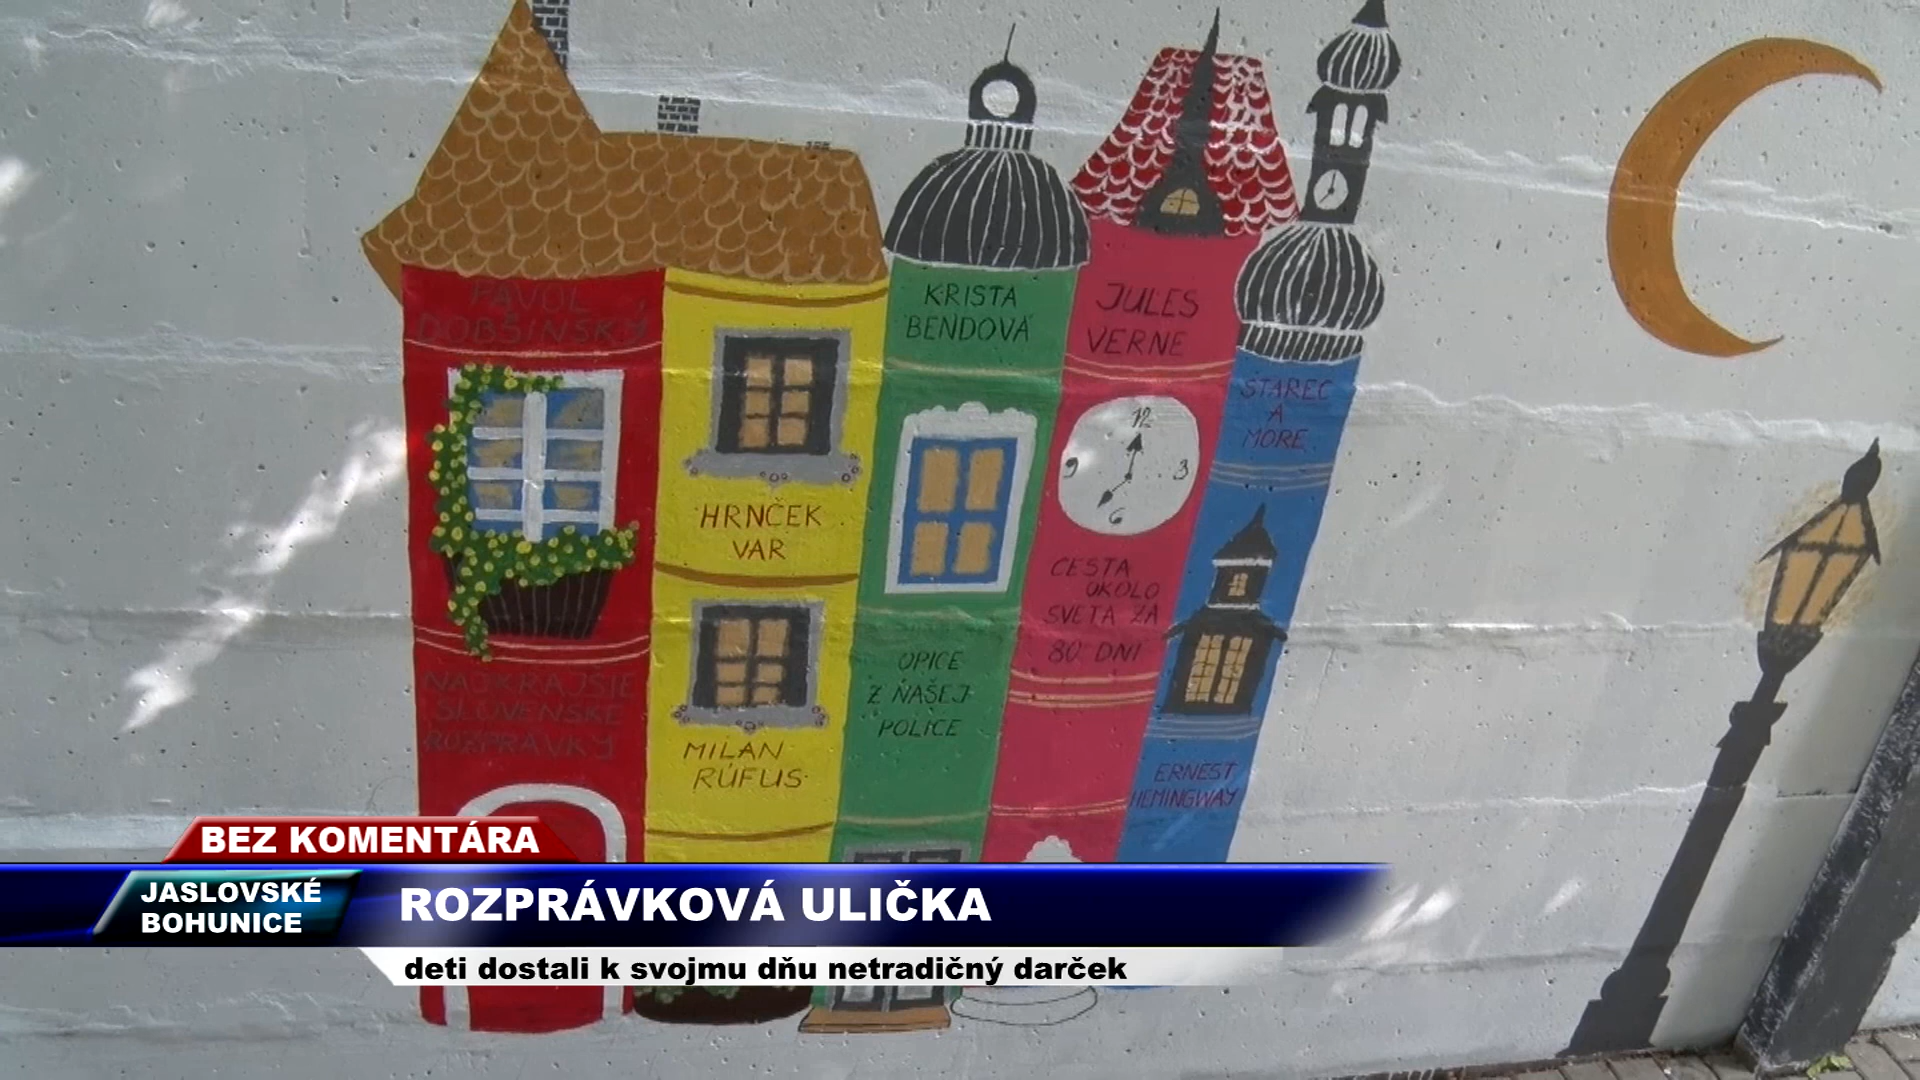 PAVOL
DOBŠINSKÝ
NAJKRAJŠIE
SLOVENSKÉ
ROZPRÁVKY
HRNČEK
VAR
MILAN
RÚFUS
KRISTA
BENDOVÁ
OPICE
Z NAŠEJ
POLICE
JULES
VERNE
12
9
3
6
CESTA
OKOLO
SVETA ZA
80 DNI
STAREC
A
MORE
ERNEST
HEMINGWAY
BEZ KOMENTÁRA
JASLOVSKÉ
BOHUNICE
ROZPRÁVKOVÁ ULIČKA
deti dostali k svojmu dňu netradičný darček